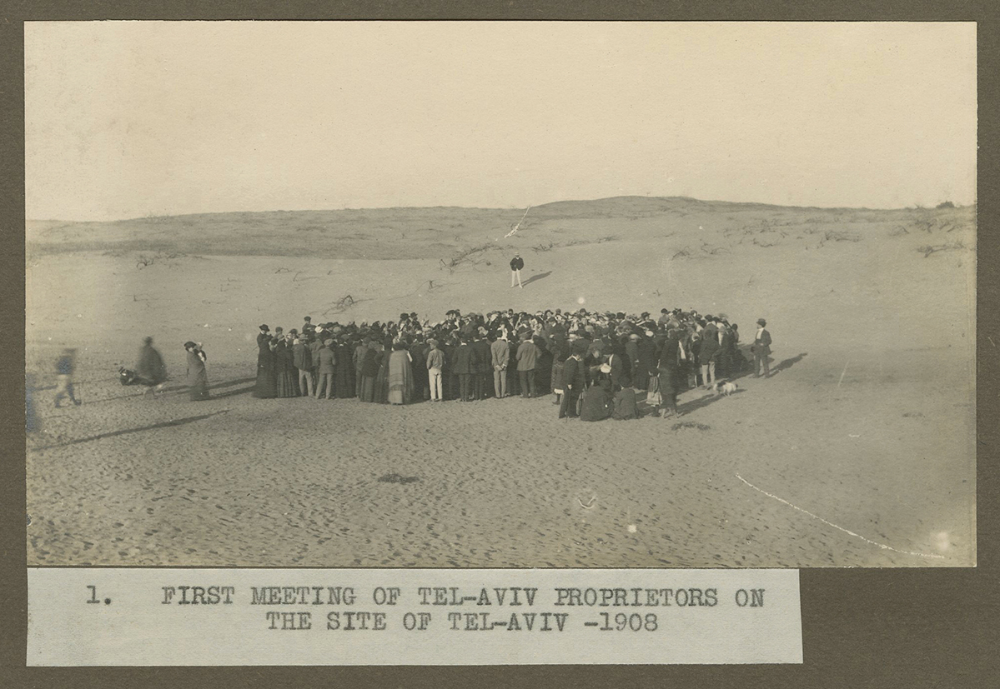 1. FIRST MEETING OF TEL-AVIV PROPRIETORS ON
THE SITE OF TEL-AVIV -1908